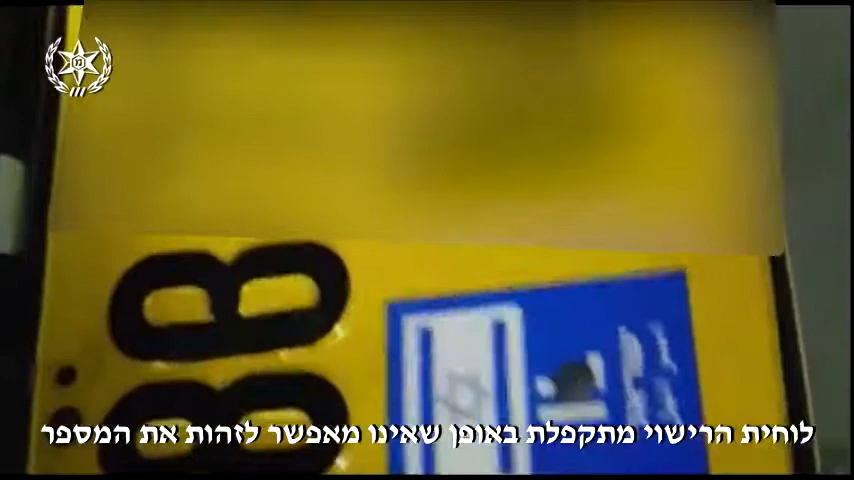 88
לוחית הרישוי מתקפלת באופן שאינו מאפשר לזהות את המספר